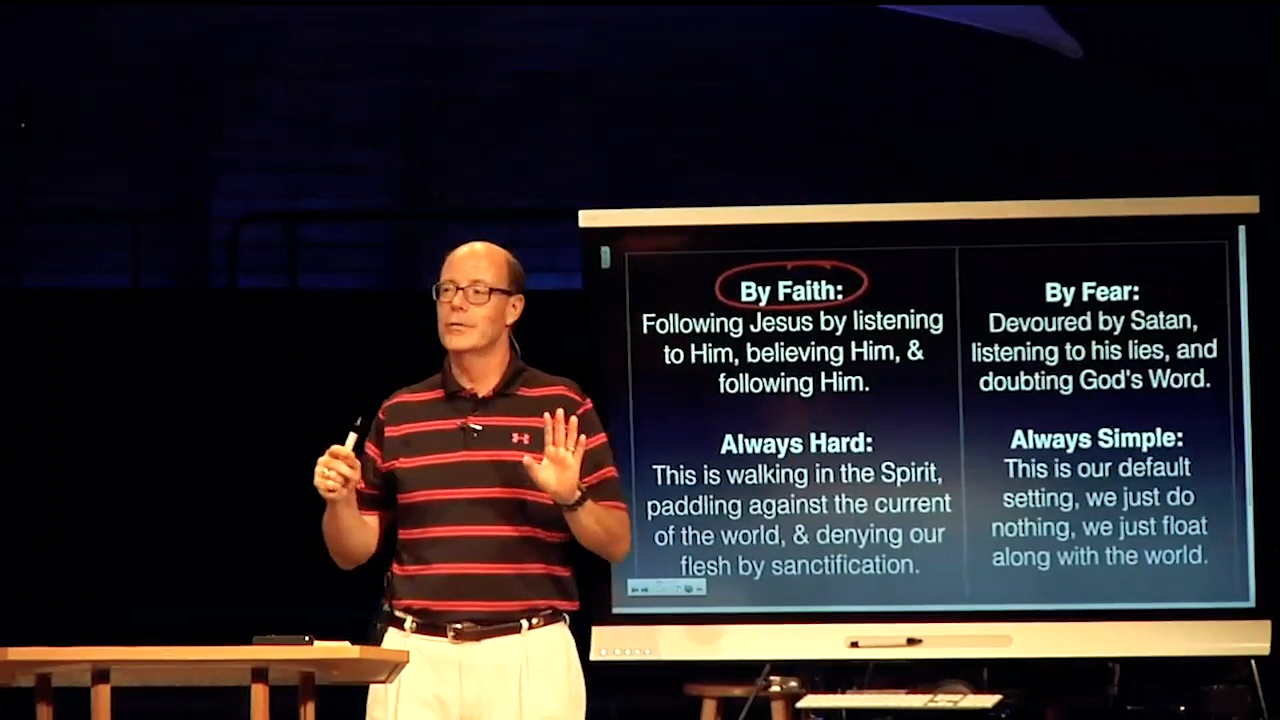 By Faith:
Following Jesus by listening
to Him, believing Him, &
following Him.
Always Hard:
This is walking in the Spirit,
paddling against the current
of the world, & denying our
flesh by sanctification.
By Fear:
Devoured by Satan,
listening to his lies, and
doubting God's Word.
Always Simple:
This is our default
setting, we just do
nothing, we just float
along with the world.